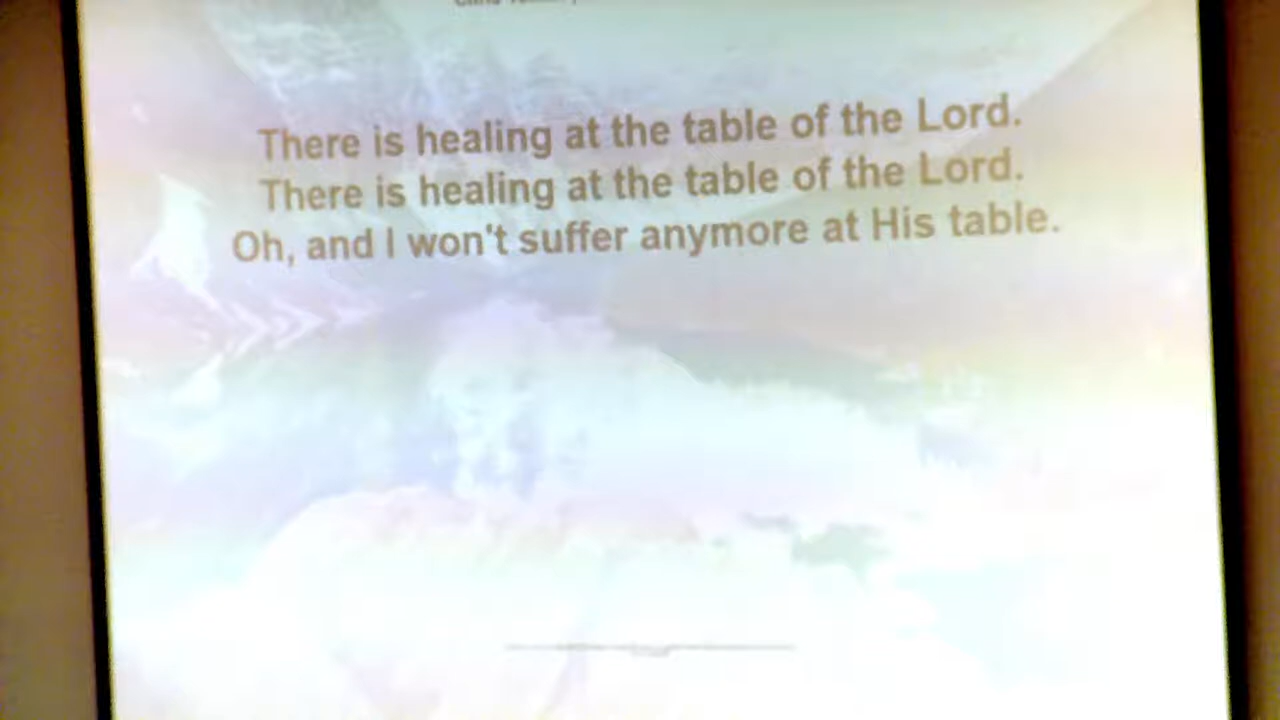 There is healing at the table of the Lord.
There is healing at the table of the Lord.
Oh, and I won't suffer anymore at His table.